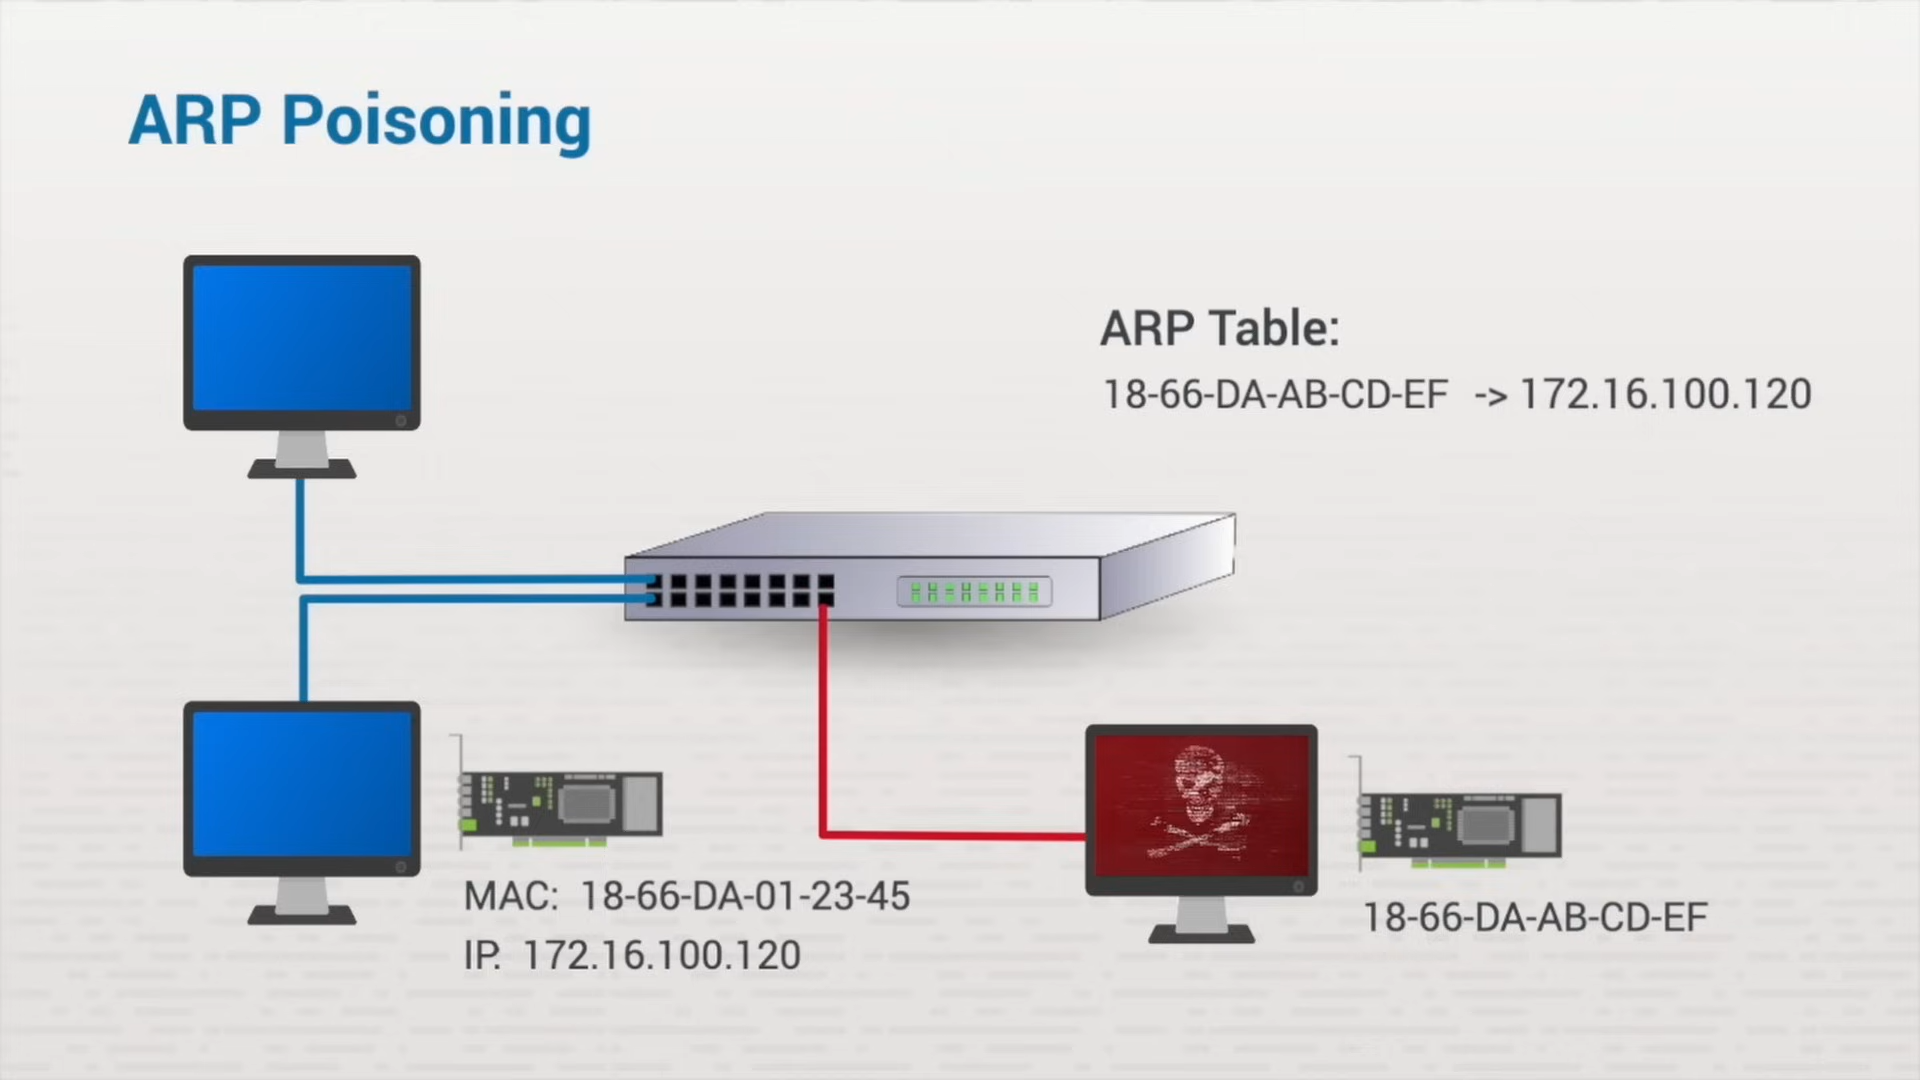 ARP Poisoning
ARP Table:
18-66-DA-AB-CD-EF -> 172.16.100.120
MAC: 18-66-DA-01-23-45
IP. 172.16.100.120
18-66-DA-AB-CD-EF